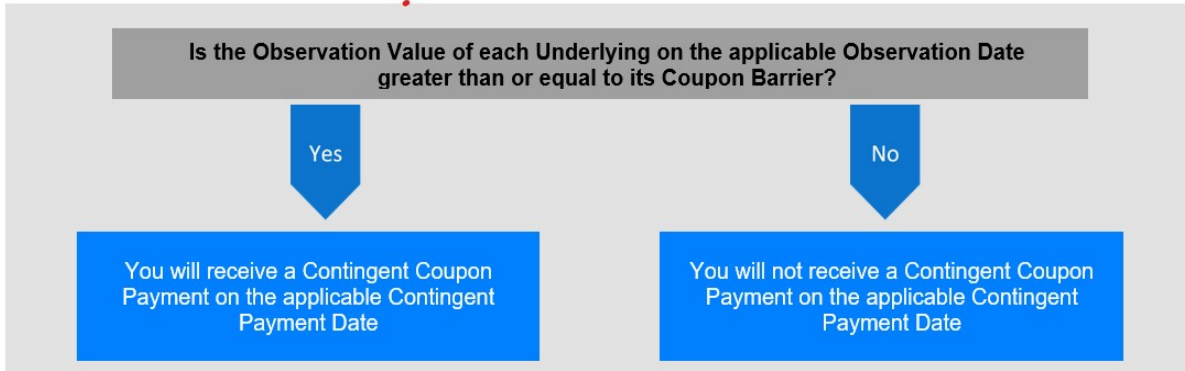 Is the Observation Value of each Underlying on the applicable Observation Date
greater than or equal to its Coupon Barrier?
Yes
No
You will receive a Contingent Coupon
Payment on the applicable Contingent
Payment Date
You will not receive a Contingent Coupon
Payment on the applicable Contingent
Payment Date